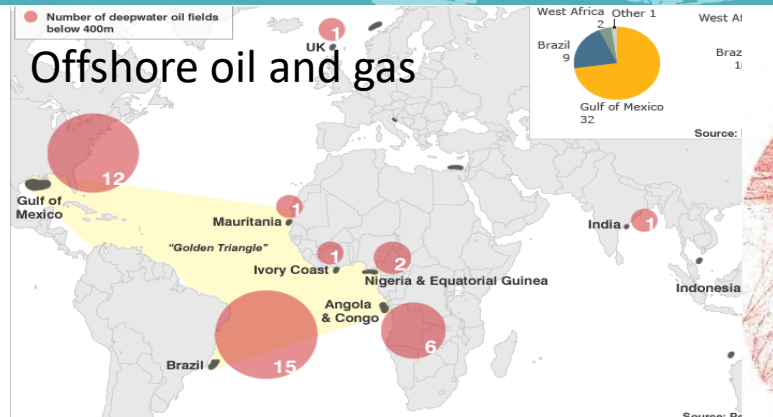 Number of deepwater oil fields
below 400m
Offshore oil and gas
1
UK
West Africa
2
Other 1
Brazil
9
Gulf of Mexico
32
West Af
Braz
Source:
12
Gulf of
Mexico
Mauritania
1
"Golden Triangle"
Ivory Coast
1
2
Nigeria & Equatorial Guinea
Angola
& Congo
6
Brazil
15
India
1
Indonesia